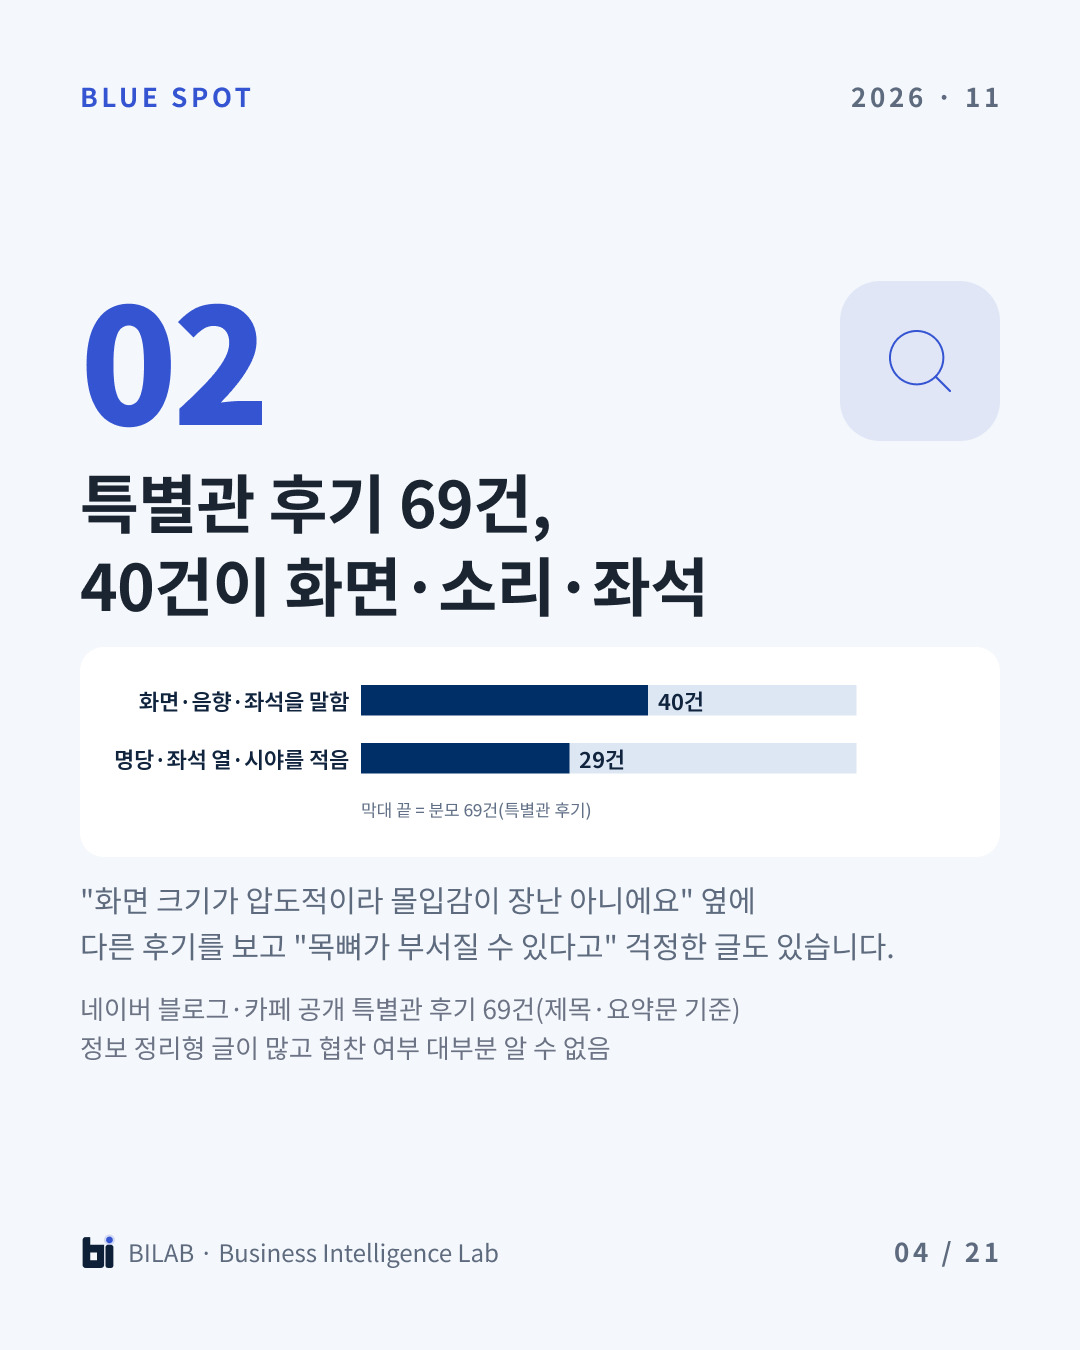 BLUE SPOT
2026 · 11
02
특별관 후기 69건,
40건이 화면·소리·좌석
화면·음향·좌석을 말함 40건
명당·좌석 열·시야를 적음 29건
막대 끝 = 분모 69건(특별관 후기)
"화면 크기가 압도적이라 몰입감이 장난 아니에요" 옆에
다른 후기를 보고 "목뼈가 부서질 수 있다고" 걱정한 글도 있습니다.
네이버 블로그·카페 공개 특별관 후기 69건(제목·요약문 기준)
정보 정리형 글이 많고 협찬 여부 대부분 알 수 없음
bi BILAB · Business Intelligence Lab
04 / 21